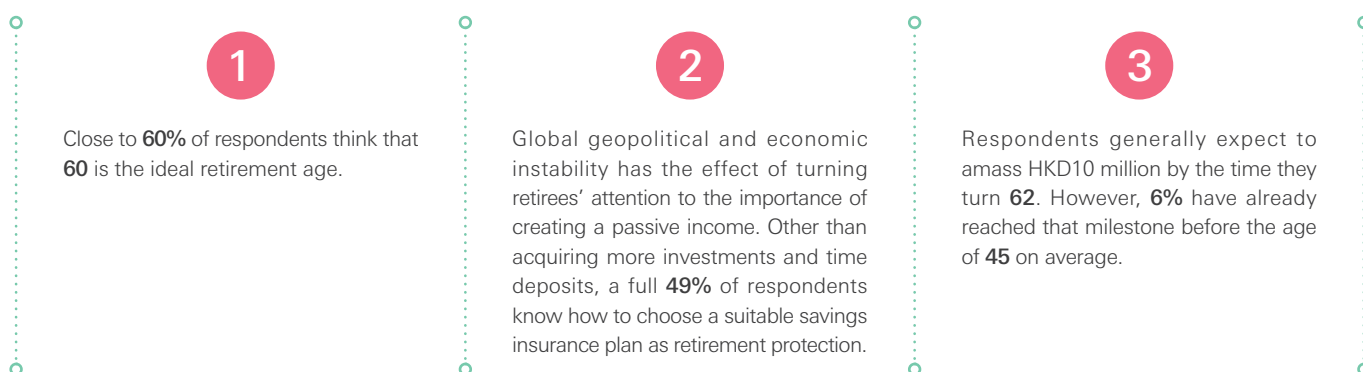 1
Close to 60% of respondents think that
60 is the ideal retirement age.
2
Global geopolitical and economic
instability has the effect of turning
retirees’ attention to the importance of
creating a passive income. Other than
acquiring more investments and time
deposits, a full 49% of respondents
know how to choose a suitable savings
insurance plan as retirement protection.
3
Respondents generally expect to
amass HKD10 million by the time they
turn 62. However, 6% have already
reached that milestone before the age
of 45 on average.